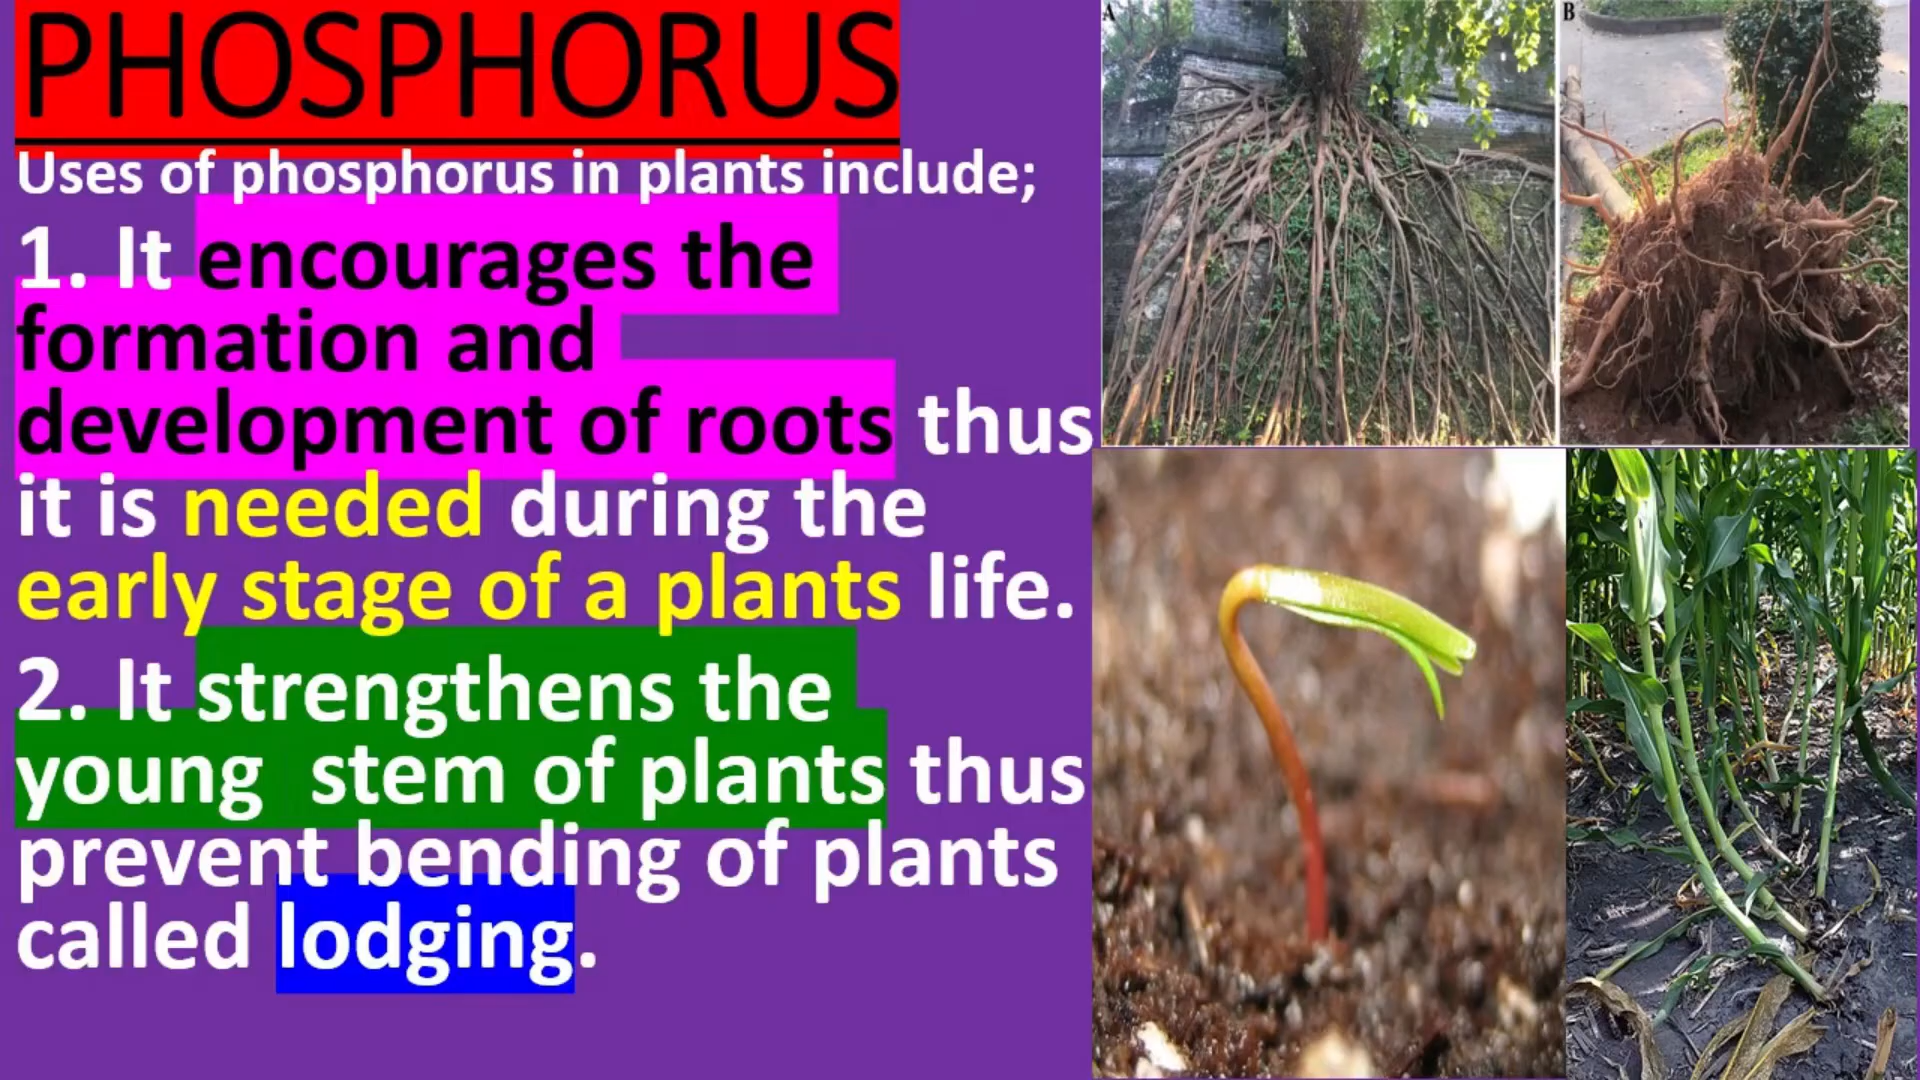 PHOSPHORUS
Uses of phosphorus in plants include;
1. It encourages the
formation and
development of roots thus
it is needed during the
early stage of a plants life.
2. It strengthens the
young stem of plants thus
prevent bending of plants
called lodging.
A
B